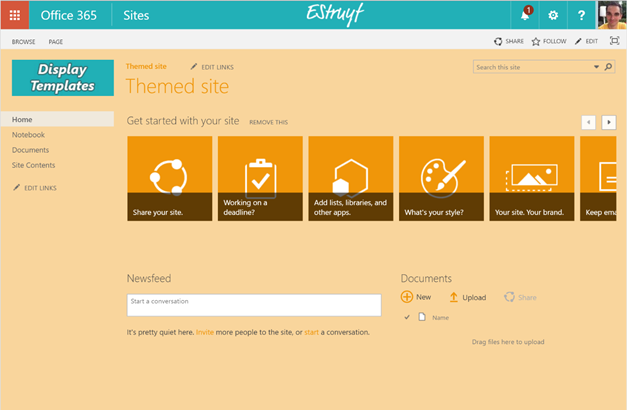 Office 365
Sites
EStruyf
1
?
BROWSE
PAGE
SHARE
FOLLOW
EDIT
Display
Templates
Themed site
EDIT LINKS
Search this site
Themed site
Home
Notebook
Documents
Site Contents
EDIT LINKS
Get started with your site
REMOVE THIS
Share your site.
Working on a
deadline?
Add lists, libraries, and
other apps.
What's your style?
Your site. Your brand.
Keep ema
Newsfeed
Start a conversation
It's pretty quiet here. Invite more people to the site, or start a conversation.
Documents
New
Upload
Share
Name
Drag files here to upload